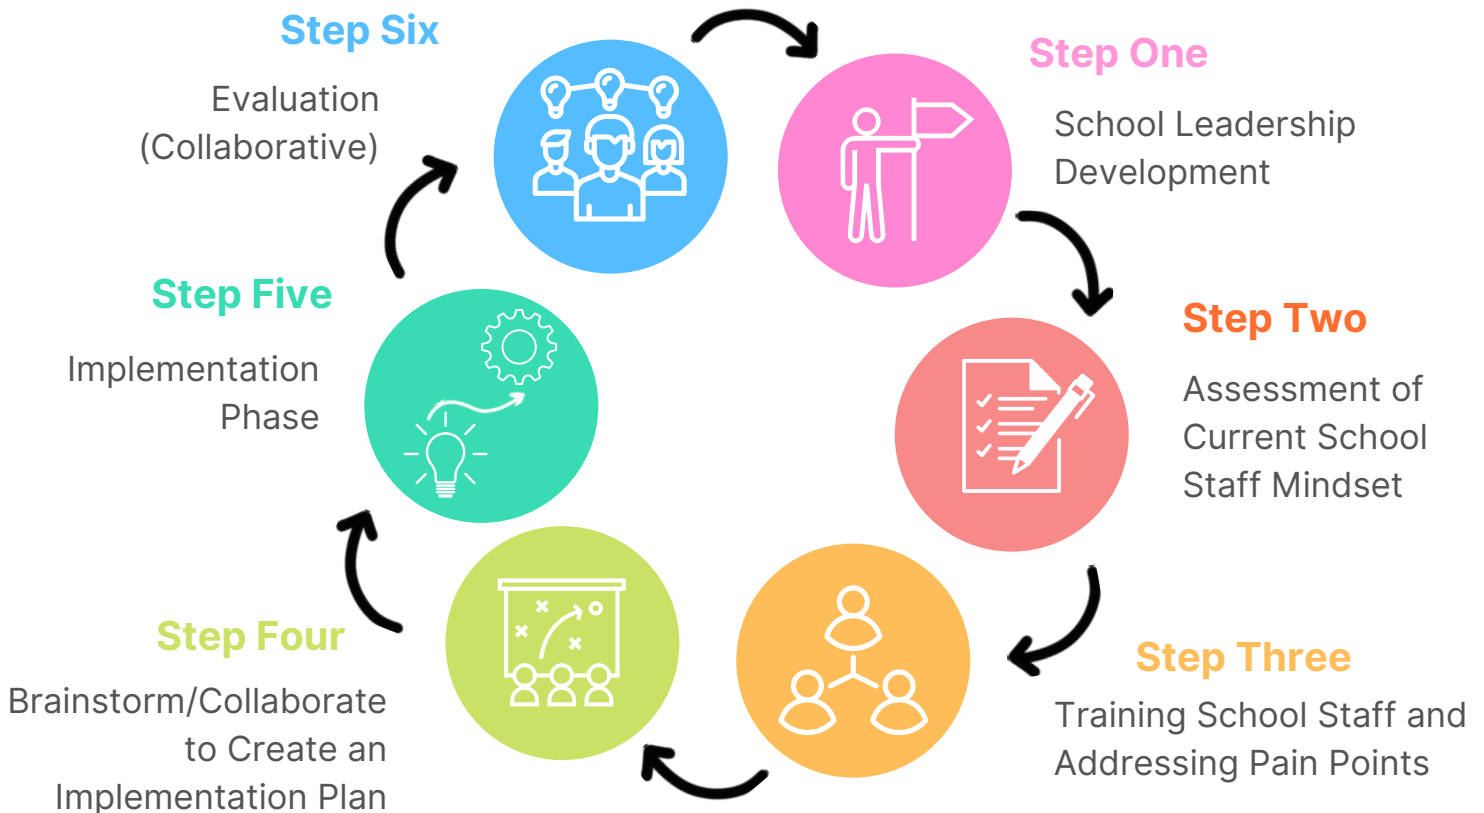 Step One
School Leadership
Development
Step Two
Assessment of
Current School
Staff Mindset
Step Three
Training School Staff and
Addressing Pain Points
Step Four
Brainstorm/Collaborate
to Create an
Implementation Plan
Step Five
Implementation
Phase
Step Six
Evaluation
(Collaborative)